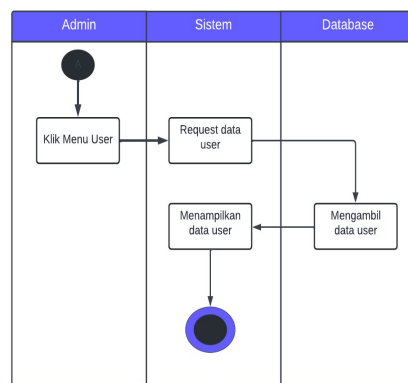 Admin
Sistem
Database
A
Klik Menu User
Request data
user
Menampilkan
data user
Mengambil
data user